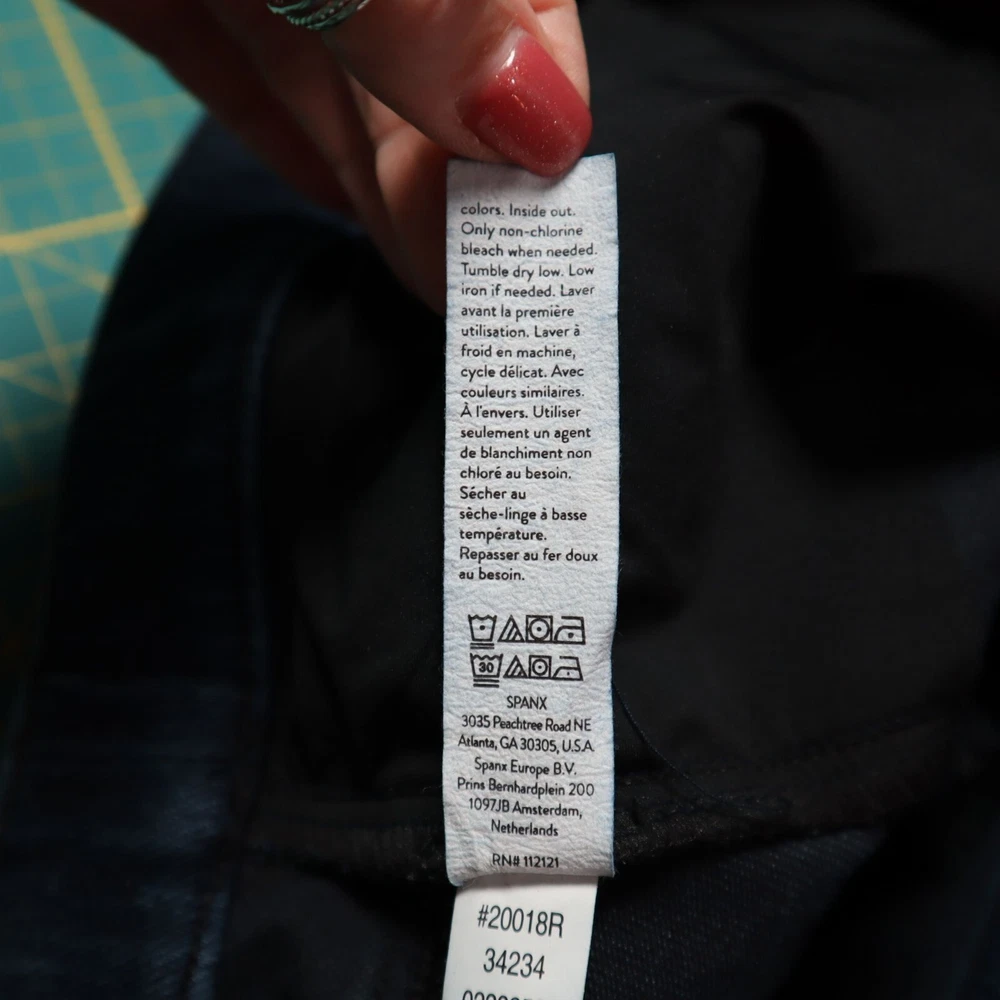 colors. Inside out.
Only non-chlorine
bleach when needed.
Tumble dry low. Low
iron if needed. Laver
avant la première
utilisation. Laver à
froid en machine,
cycle délicat. Avec
couleurs similaires.
À l'envers. Utiliser
seulement un agent
de blanchiment non
chloré au besoin.
Sécher au
sèche-linge à basse
température.
Repasser au fer doux
au besoin.
30
SPANX
3035 Peachtree Road NE
Atlanta, GA 30305, U.S.A.
Spanx Europe B.V.
Prins Bernhardplein 200
1097JB Amsterdam,
Netherlands
RN# 112121
#20018R
34234